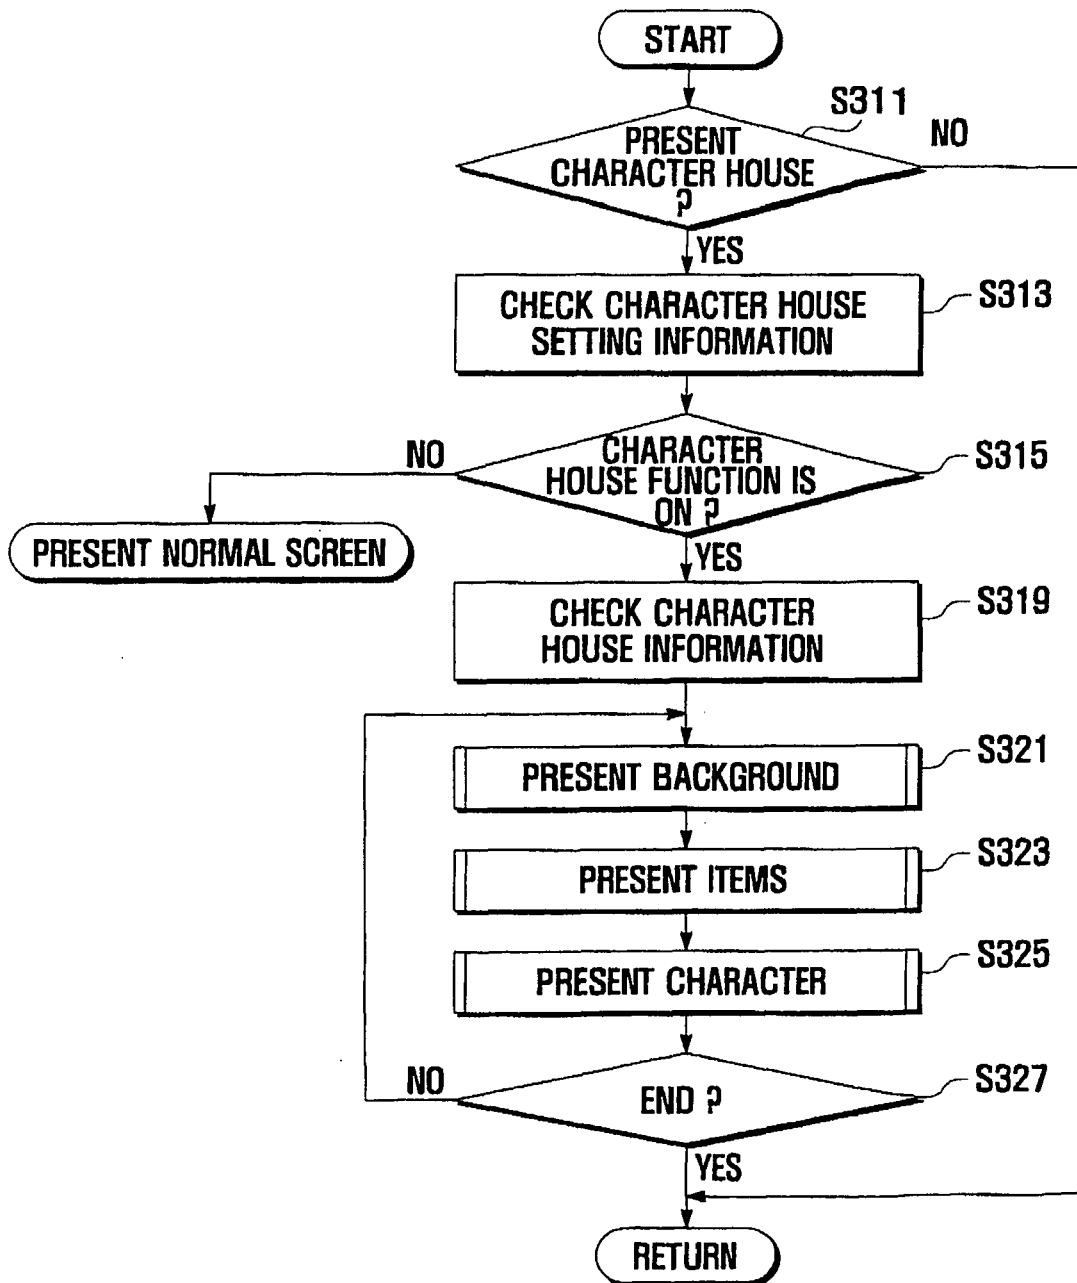 START
S311
NO
PRESENT
CHARACTER HOUSE
?
YES
S313
CHECK CHARACTER HOUSE
SETTING INFORMATION
NO
CHARACTER
HOUSE FUNCTION IS
ON ?
S315
PRESENT NORMAL SCREEN
YES
S319
CHECK CHARACTER
HOUSE INFORMATION
S321
PRESENT BACKGROUND
S323
PRESENT ITEMS
S325
PRESENT CHARACTER
NO
END ?
S327
YES
RETURN